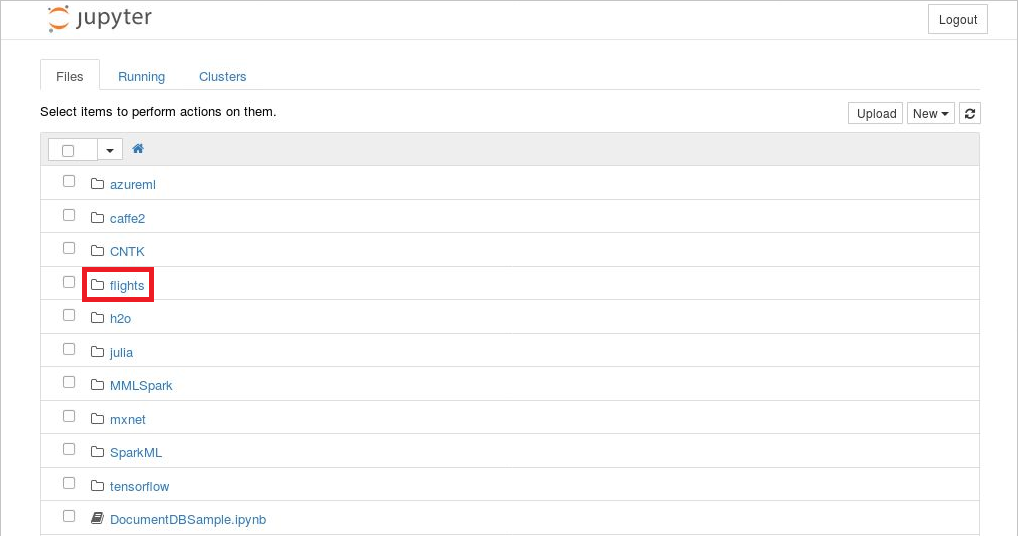 jupyter
Logout
Files Running Clusters
Select items to perform actions on them.
Upload New
azureml
caffe2
CNTK
flights
h2o
julia
MMLSpark
mxnet
SparkML
tensorflow
DocumentDBSample.ipynb